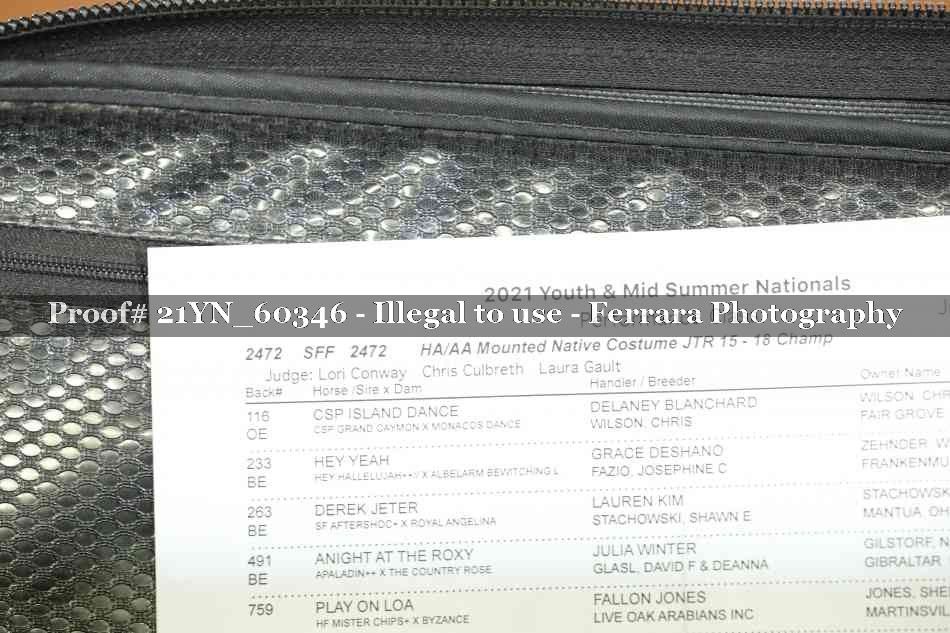 2021 Youth & Mid Summer Nationals
Proof# 21YN_60346 - Illegal to use - Ferrara Photography
2472 SFF 2472 HA/AA Mounted Native Costume JTR 15 - 18 Champ
Judge: Lori Conway Chris Culbreth Laura Gault
Back# Horse /Sire x Dam Handler / Breeder Owner Name
116 CSP ISLAND DANCE DELANEY BLANCHARD WILSON, CHR
OE CSP GRAND CAYMON X MONACOS DANCE WILSON, CHRIS FAIR GROVE
233 HEY YEAH GRACE DESHANO ZEHNDER, W
BE HEY HALLELUJAH++// X ALBELARM BEWITCHING L FAZIO, JOSEPHINE C FRANKENMU
263 DEREK JETER LAUREN KIM STACHOWSK
BE SF AFTERSHOC+ X ROYAL ANGELINA STACHOWSKI, SHAWN E MANTUA, OH
491 ANIGHT AT THE ROXY JULIA WINTER GILSTORF, N
BE APALADIN++ X THE COUNTRY ROSE GLASL, DAVID F & DEANNA GIBRALTAR
759 PLAY ON LOA FALLON JONES JONES, SHE
HF MISTER CHIPS+ X BYZANCE LIVE OAK ARABIANS INC MARTINSVIL